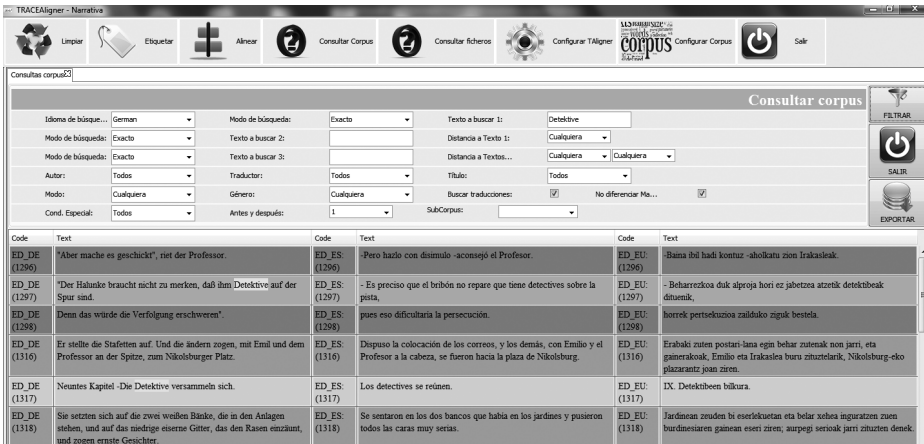 TRACEAligner - Narrativa
Limpiar
Etiquetar
Alinear
Consultar Corpus
Consultar ficheros
Configurar TAligner
CORPUS
Configurar Corpus
Salir
Consultas corpus
Consultar corpus
FILTRAR
SALIR
EXPORTAR
Idioma de búsque... German Modo de búsqueda: Exacto Texto a buscar 1: Detektive
Modo de búsqueda: Exacto Texto a buscar 2: Distancia a Texto 1: Cualquiera
Modo de búsqueda: Exacto Texto a buscar 3: Distancia a Textos... Cualquiera Cualquiera
Autor: Todos Traductor: Todos Título: Todos
Modo: Cualquiera Género: Cualquiera Buscar traducciones: No diferenciar Ma...
Cond. Especial: Todos Antes y después: 1 SubCorpus:
Code Text Code Text Code Text
ED_DE "Aber mache es geschickt", riet der Professor. ED_ES: -Pero hazlo con disimulo -aconsejó el Profesor. ED_EU: -Baina ibil hadi kontuz -aholkatu zion Irakasleak.
(1296) (1296) (1296)
ED_DE "Der Halunke braucht nicht zu merken, daß ihm Detektive auf der ED_ES: - Es preciso que el bribón no repare que tiene detectives sobre la ED_EU: - Beharrezkoa duk alproja hori ez jabetzea atzetik detektibeak
(1297) Spur sind. (1297) pista, (1297) dituenik,
ED_DE Denn das würde die Verfolgung erschweren". ED_ES: pues eso dificultaría la persecución. ED_EU: horrek pertsekuzioa zailduko ziguk bestela.
(1298) (1298) (1298)
ED_DE Er stellte die Stafetten auf. Und die ändern zogen, mit Emil und dem ED_ES: Dispuso la colocación de los correos, y los demás, con Emilio y el ED_EU: Erabaki zuten postari-lana egin behar zutenak non jarri, eta
(1316) Professor an der Spitze, zum Nikolsburger Platz. (1316) Profesor a la cabeza, se fueron hacia la plaza de Nikolsburg. (1316) gainerakoak, Emilio eta Irakaslea buru zituztelarik, Nikolsburg-eko
plazarantz joan ziren.
ED_DE Neuntes Kapitel -Die Detektive versammeln sich. ED_ES: Los detectives se reúnen. ED_EU: IX. Detektibeen bilkura.
(1317) (1317) (1317)
ED_DE Sie setzten sich auf die zwei weißen Bänke, die in den Anlagen ED_ES: Se sentaron en los dos bancos que había en los jardines y pusieron ED_EU: Jardinean zeuden bi eserlekuetan eta belar xehea inguratzen zuen
(1318) stehen, und auf das niedrige eiserne Gitter, das den Rasen einzäunt, (1318) todos las caras muy serias. (1318) burdinesiaren gainean eseri ziren; aurpegi serioak jarri zituzten denek.
und zogen ernste Gesichter.